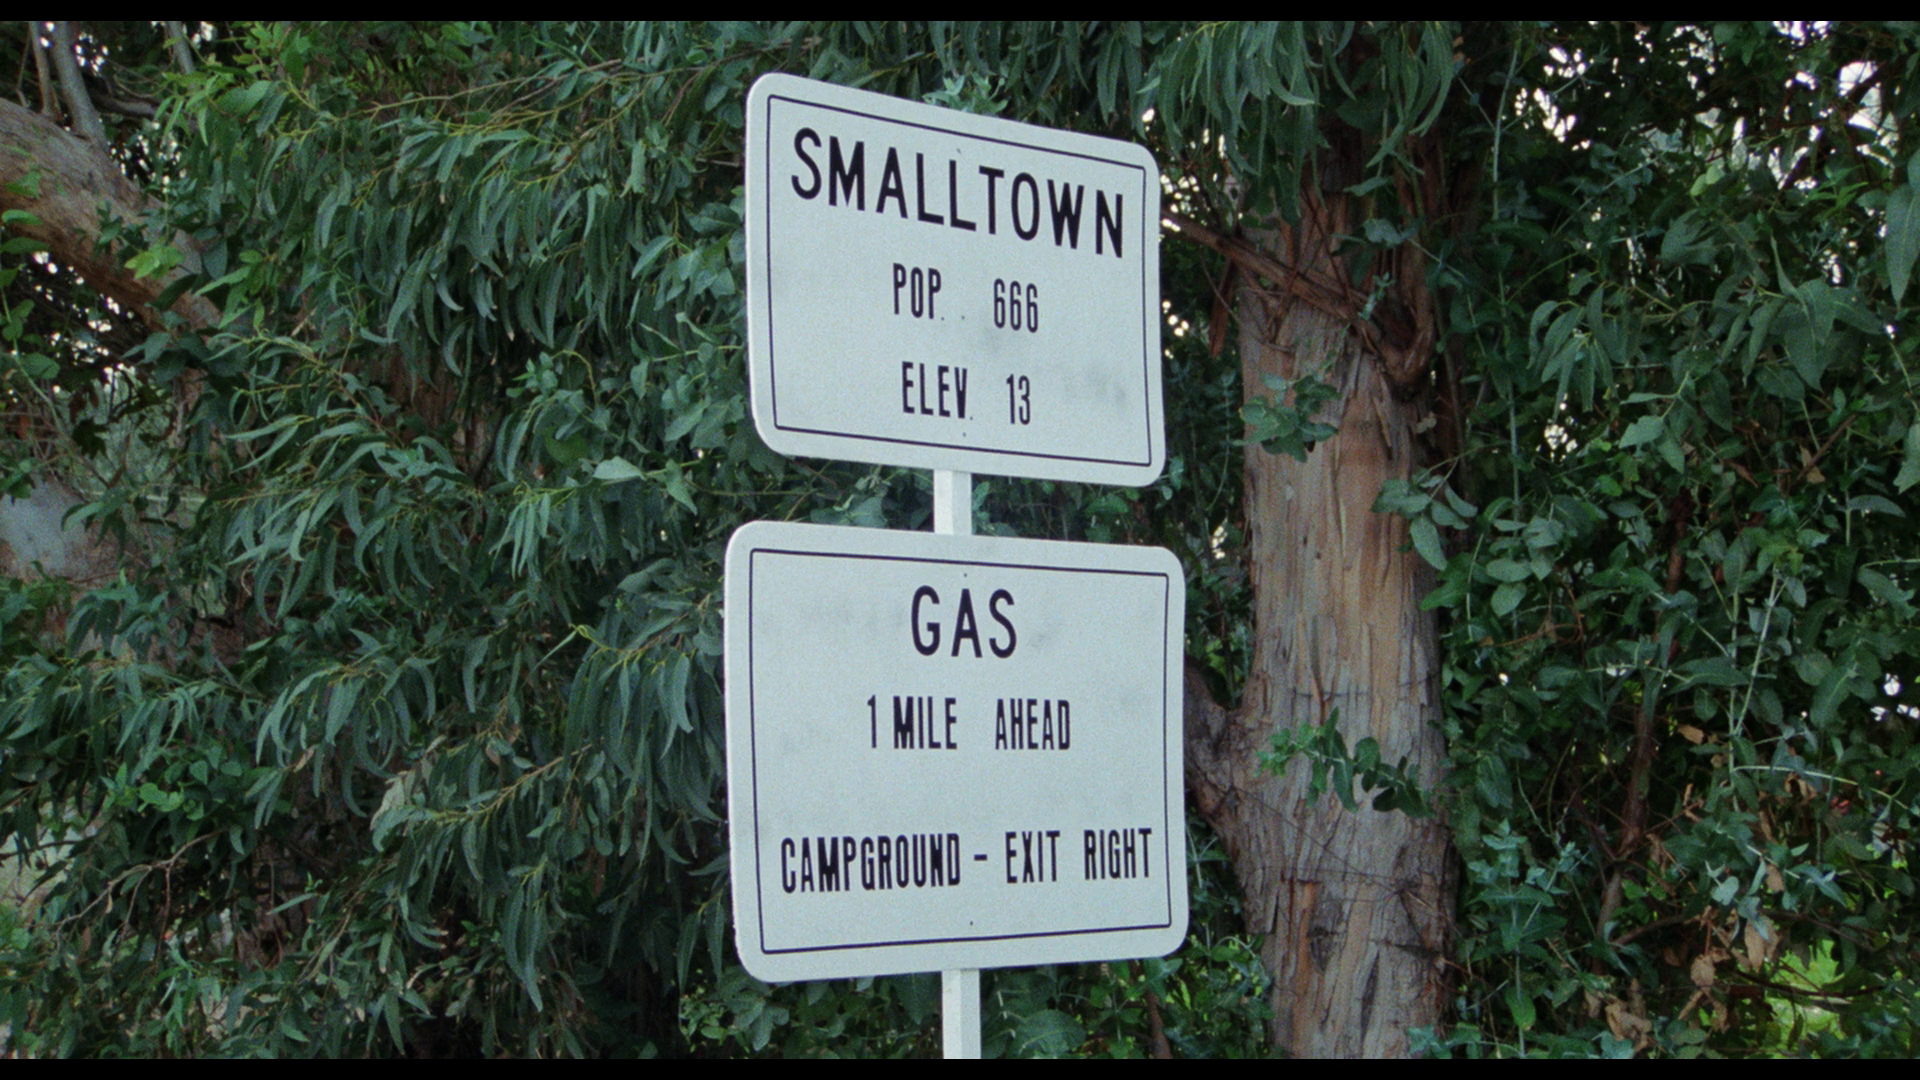 SMALLTOWN
POP. 666
ELEV. 13
GAS
1 MILE AHEAD
CAMPGROUND - EXIT RIGHT